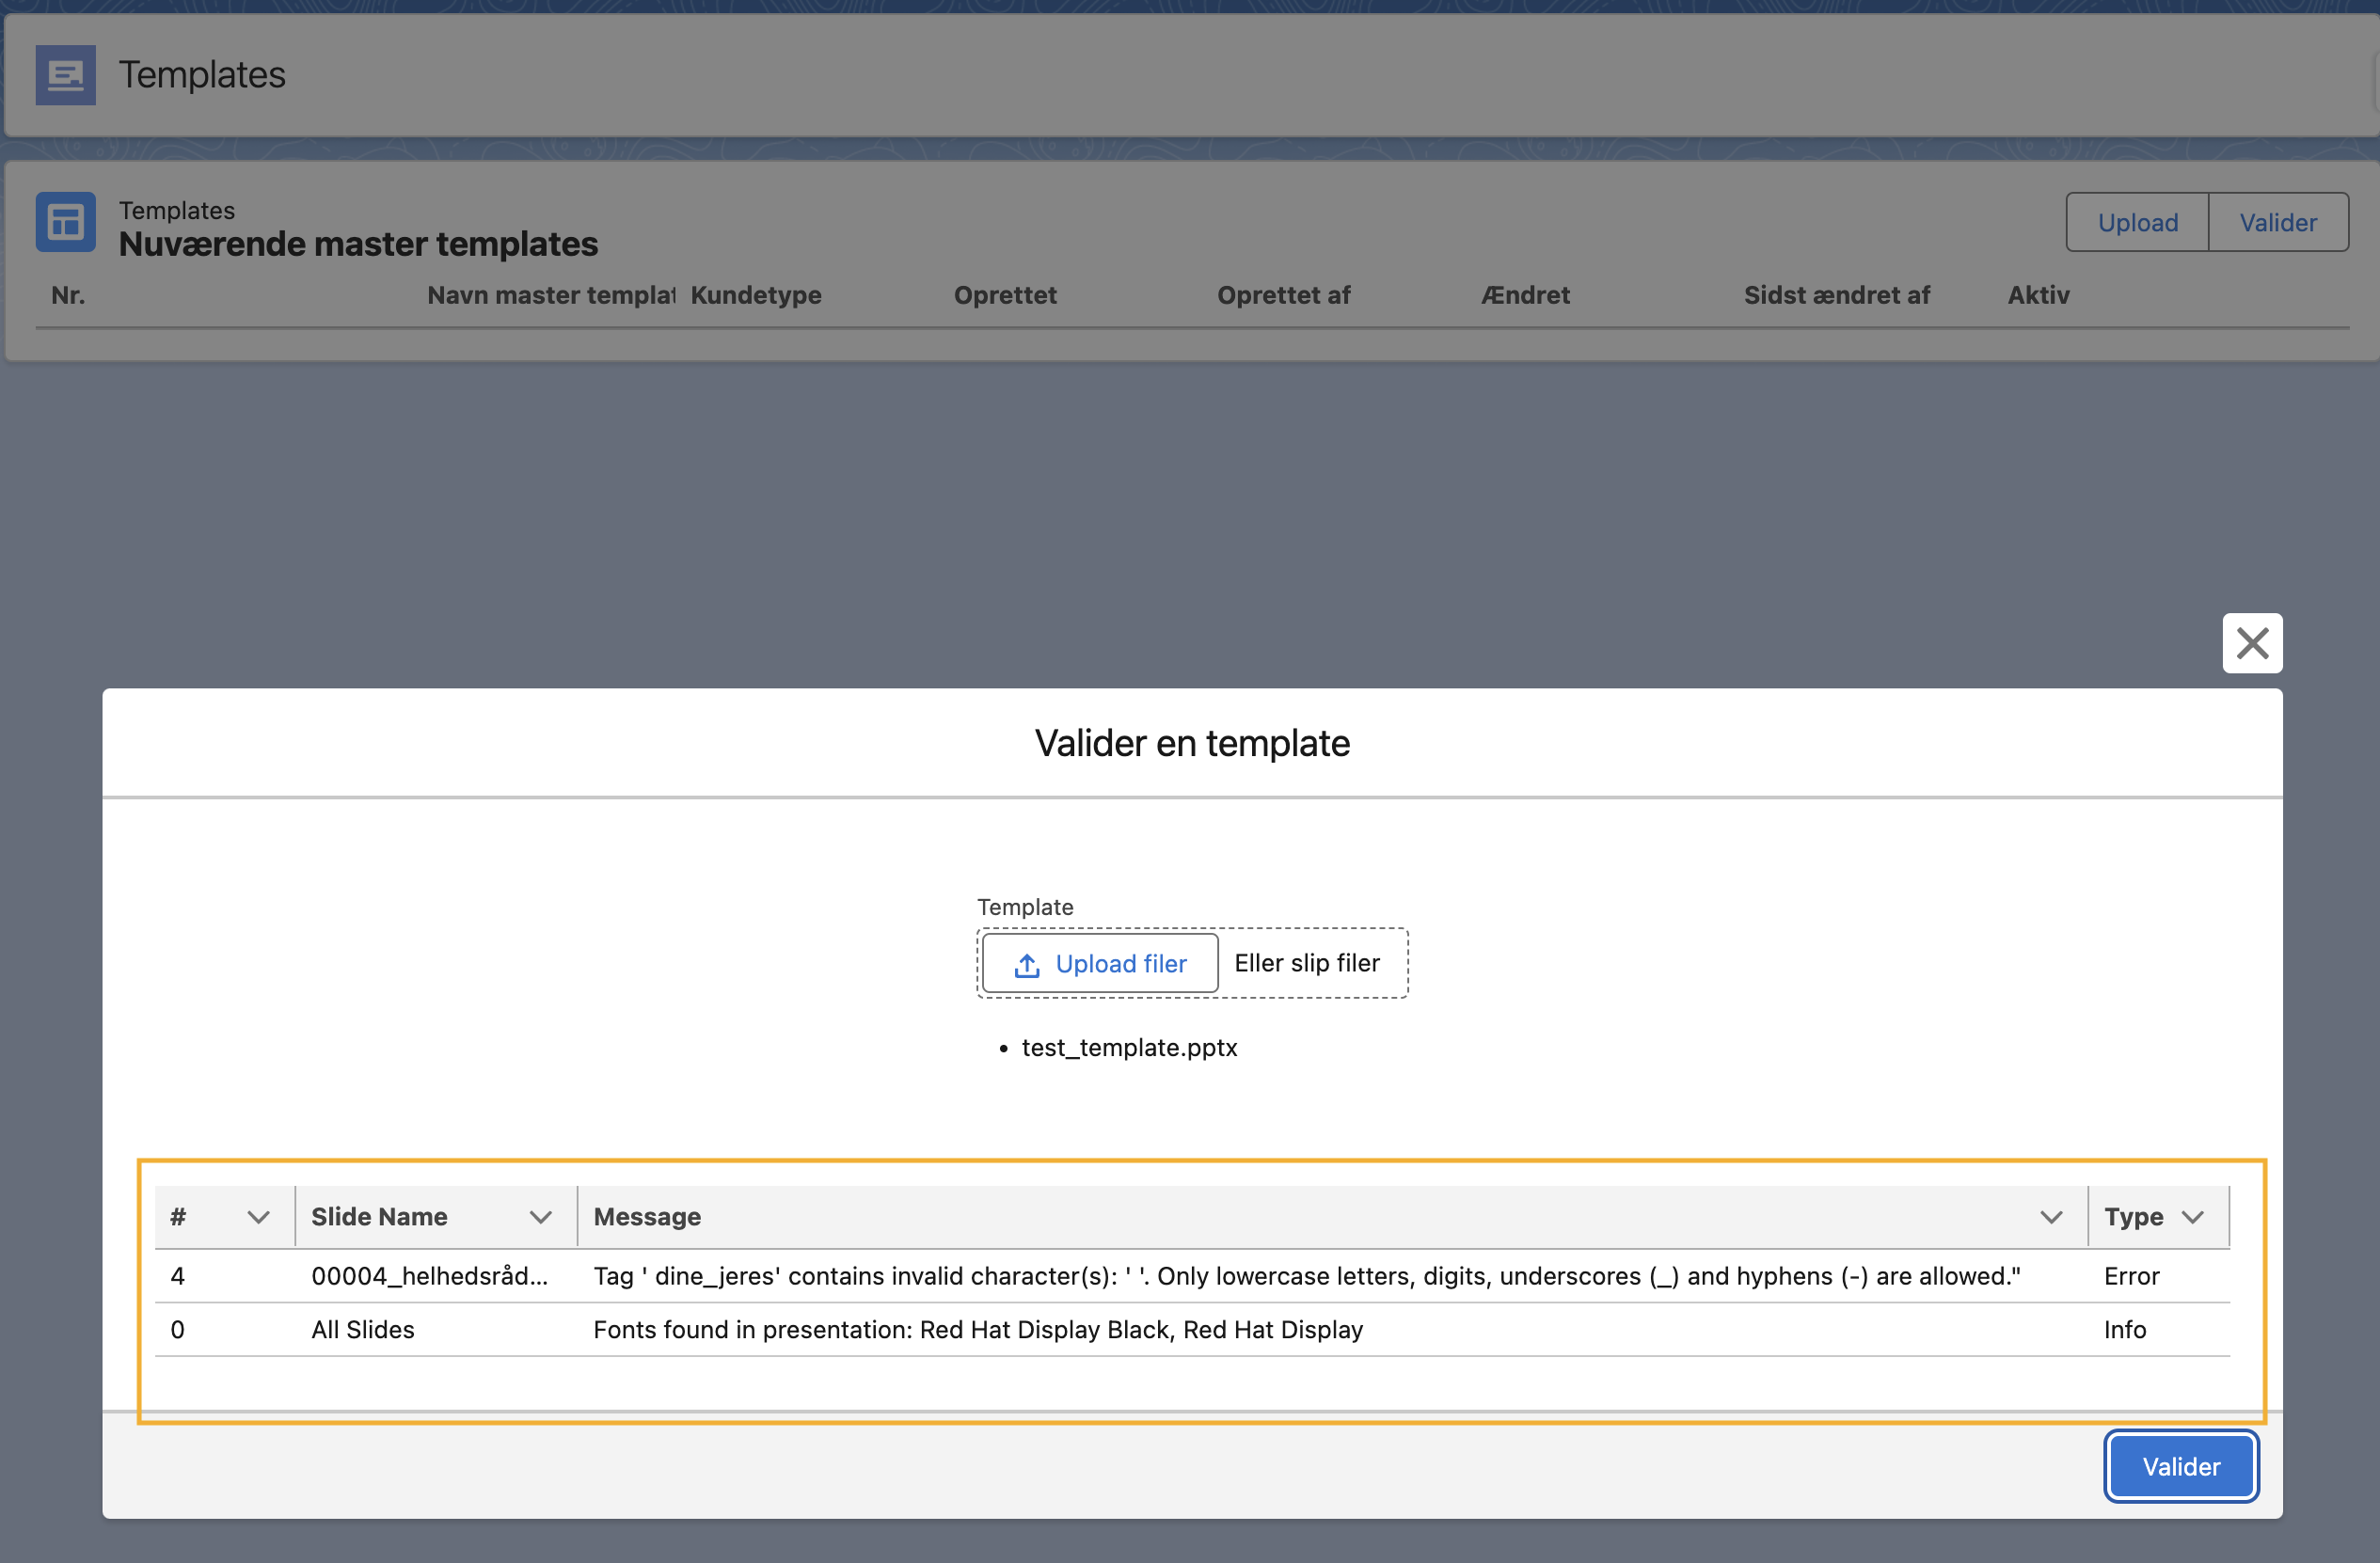 Templates
Templates
Nuværende master templates
Upload
Valider
Nr. Navn master templat Kundetype Oprettet Oprettet af Ændret Sidst ændret af Aktiv
Valider en template
Template
Upload filer Eller slip filer
• test_template.pptx
# Slide Name Message Type
4 00004_helhedsråd... Tag ' dine_jeres' contains invalid character(s): ' '. Only lowercase letters, digits, underscores (_) and hyphens (-) are allowed." Error
0 All Slides Fonts found in presentation: Red Hat Display Black, Red Hat Display Info
Valider